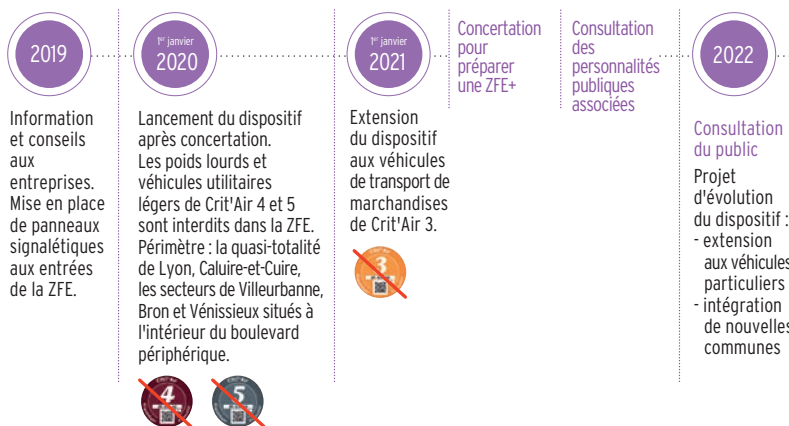 2019
Information
et conseils
aux
entreprises.
Mise en place
de panneaux
signalétiques
aux entrées
de la ZFE.
1er janvier
2020
Lancement du dispositif
après concertation.
Les poids lourds et
véhicules utilitaires
légers de Crit'Air 4 et 5
sont interdits dans la ZFE.
Périmètre : la quasi-totalité
de Lyon, Caluire-et-Cuire,
les secteurs de Villeurbanne,
Bron et Vénissieux situés à
l'intérieur du boulevard
périphérique.
Crit'Air
4
Crit'Air
5
1er janvier
2021
Extension
du dispositif
aux véhicules
de transport de
marchandises
de Crit'Air 3.
3
Concertation
pour
préparer
une ZFE+
Consultation
des
personnalités
publiques
associées
2022
Consultation
du public
Projet
d'évolution
du dispositif :
- extension
aux véhicules
particuliers
- intégration
de nouvelles
communes